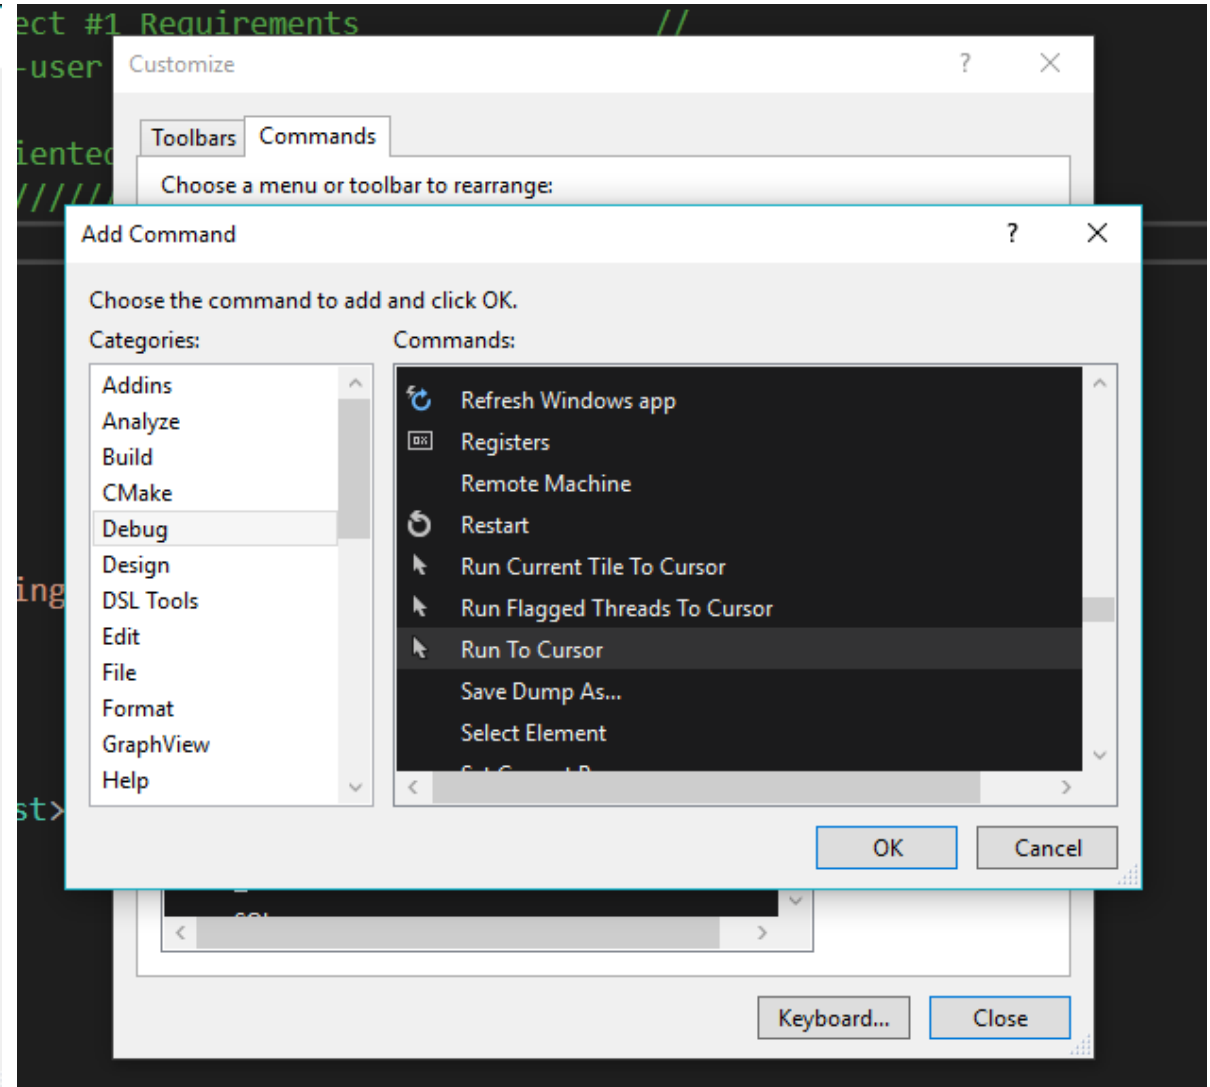 ect #1 Requirements //
-user
Customize ?
iented
Toolbars Commands
//////
Choose a menu or toolbar to rearrange:
Add Command ?
Choose the command to add and click OK.
Categories: Commands:
Addins
Analyze
Build
CMake
Debug
Design
DSL Tools
Edit
File
Format
GraphView
Help
Refresh Windows app
Registers
Remote Machine
Restart
Run Current Tile To Cursor
Run Flagged Threads To Cursor
Run To Cursor
Save Dump As...
Select Element
ing
st>
OK Cancel
Keyboard... Close